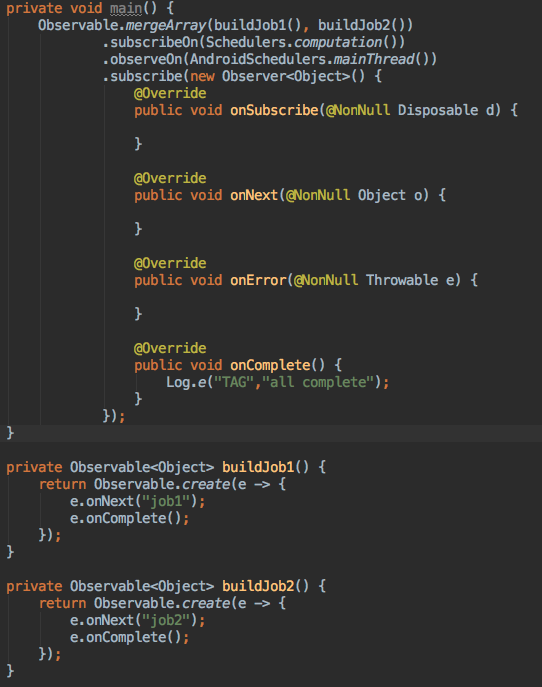 private void main() {
    Observable.mergeArray(buildJob1(), buildJob2())
            .subscribeOn(Schedulers.computation())
            .observeOn(AndroidSchedulers.mainThread())
            .subscribe(new Observer<Object>() {
                @Override
                public void onSubscribe(@NonNull Disposable d) {
                }
                @Override
                public void onNext(@NonNull Object o) {
                }
                @Override
                public void onError(@NonNull Throwable e) {
                }
                @Override
                public void onComplete() {
                    Log.e("TAG","all complete");
                }
            });
}
private Observable<Object> buildJob1() {
    return Observable.create(e -> {
        e.onNext("job1");
        e.onComplete();
    });
}
private Observable<Object> buildJob2() {
    return Observable.create(e -> {
        e.onNext("job2");
        e.onComplete();
    });
}